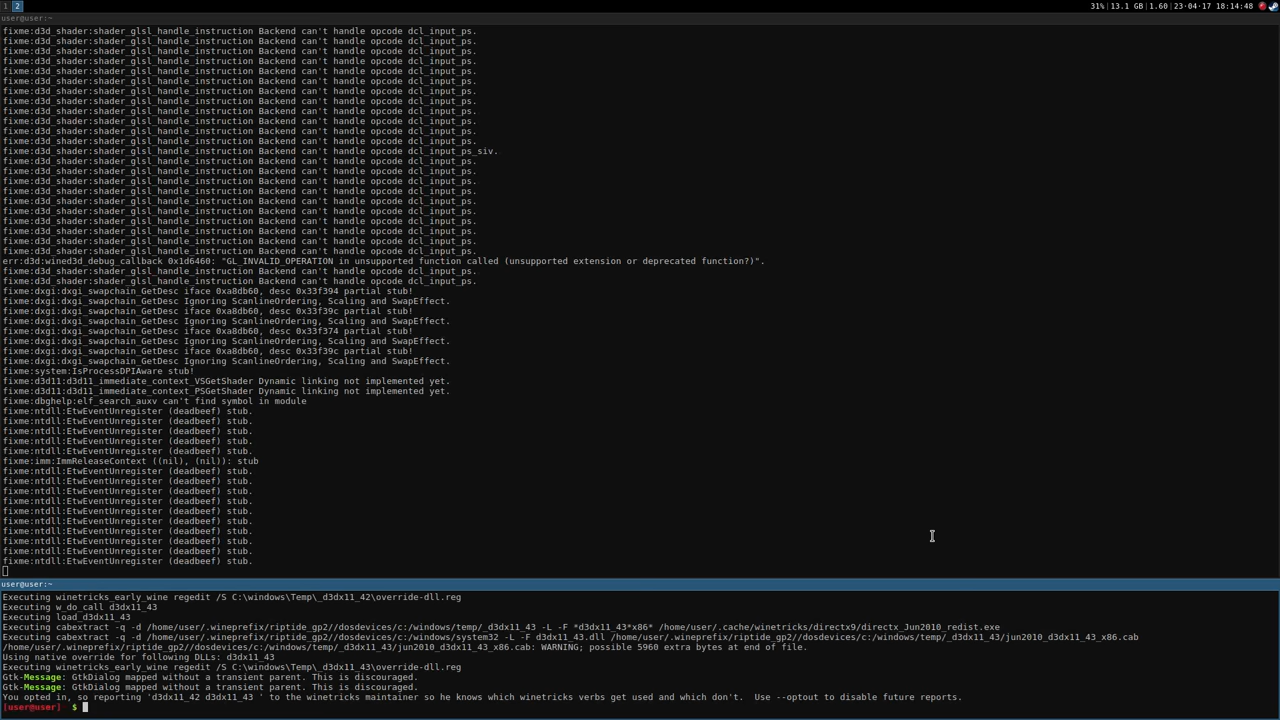 1 2 31%|13.1 GB|1.60|23-04-17 18:14:48
user@user:~
fixme:d3d_shader:shader_glsl_handle_instruction Backend can't handle opcode dcl_input_ps.
fixme:d3d_shader:shader_glsl_handle_instruction Backend can't handle opcode dcl_input_ps.
fixme:d3d_shader:shader_glsl_handle_instruction Backend can't handle opcode dcl_input_ps.
fixme:d3d_shader:shader_glsl_handle_instruction Backend can't handle opcode dcl_input_ps.
fixme:d3d_shader:shader_glsl_handle_instruction Backend can't handle opcode dcl_input_ps.
fixme:d3d_shader:shader_glsl_handle_instruction Backend can't handle opcode dcl_input_ps.
fixme:d3d_shader:shader_glsl_handle_instruction Backend can't handle opcode dcl_input_ps.
fixme:d3d_shader:shader_glsl_handle_instruction Backend can't handle opcode dcl_input_ps.
fixme:d3d_shader:shader_glsl_handle_instruction Backend can't handle opcode dcl_input_ps.
fixme:d3d_shader:shader_glsl_handle_instruction Backend can't handle opcode dcl_input_ps.
fixme:d3d_shader:shader_glsl_handle_instruction Backend can't handle opcode dcl_input_ps.
fixme:d3d_shader:shader_glsl_handle_instruction Backend can't handle opcode dcl_input_ps.
fixme:d3d_shader:shader_glsl_handle_instruction Backend can't handle opcode dcl_input_ps_siv.
fixme:d3d_shader:shader_glsl_handle_instruction Backend can't handle opcode dcl_input_ps.
fixme:d3d_shader:shader_glsl_handle_instruction Backend can't handle opcode dcl_input_ps.
fixme:d3d_shader:shader_glsl_handle_instruction Backend can't handle opcode dcl_input_ps.
fixme:d3d_shader:shader_glsl_handle_instruction Backend can't handle opcode dcl_input_ps.
fixme:d3d_shader:shader_glsl_handle_instruction Backend can't handle opcode dcl_input_ps.
fixme:d3d_shader:shader_glsl_handle_instruction Backend can't handle opcode dcl_input_ps.
fixme:d3d_shader:shader_glsl_handle_instruction Backend can't handle opcode dcl_input_ps.
fixme:d3d_shader:shader_glsl_handle_instruction Backend can't handle opcode dcl_input_ps.
fixme:d3d_shader:shader_glsl_handle_instruction Backend can't handle opcode dcl_input_ps.
fixme:d3d_shader:shader_glsl_handle_instruction Backend can't handle opcode dcl_input_ps.
err:d3d:wined3d_debug_callback 0x1d6460: "GL_INVALID_OPERATION in unsupported function called (unsupported extension or deprecated function?)".
fixme:d3d_shader:shader_glsl_handle_instruction Backend can't handle opcode dcl_input_ps.
fixme:d3d_shader:shader_glsl_handle_instruction Backend can't handle opcode dcl_input_ps.
fixme:dxgi:dxgi_swapchain_GetDesc iface 0xa8db60, desc 0x33f394 partial stub!
fixme:dxgi:dxgi_swapchain_GetDesc Ignoring ScanlineOrdering, Scaling and SwapEffect.
fixme:dxgi:dxgi_swapchain_GetDesc iface 0xa8db60, desc 0x33f39c partial stub!
fixme:dxgi:dxgi_swapchain_GetDesc Ignoring ScanlineOrdering, Scaling and SwapEffect.
fixme:dxgi:dxgi_swapchain_GetDesc iface 0xa8db60, desc 0x33f374 partial stub!
fixme:dxgi:dxgi_swapchain_GetDesc Ignoring ScanlineOrdering, Scaling and SwapEffect.
fixme:dxgi:dxgi_swapchain_GetDesc iface 0xa8db60, desc 0x33f39c partial stub!
fixme:dxgi:dxgi_swapchain_GetDesc Ignoring ScanlineOrdering, Scaling and SwapEffect.
fixme:system:IsProcessDPIAware stub!
fixme:d3d11:d3d11_immediate_context_VSGetShader Dynamic linking not implemented yet.
fixme:d3d11:d3d11_immediate_context_PSGetShader Dynamic linking not implemented yet.
fixme:dbghelp:elf_search_auxv can't find symbol in module
fixme:ntdll:EtwEventUnregister (deadbeef) stub.
fixme:ntdll:EtwEventUnregister (deadbeef) stub.
fixme:ntdll:EtwEventUnregister (deadbeef) stub.
fixme:ntdll:EtwEventUnregister (deadbeef) stub.
fixme:ntdll:EtwEventUnregister (deadbeef) stub.
fixme:imm:ImmReleaseContext ((nil), (nil)): stub
fixme:ntdll:EtwEventUnregister (deadbeef) stub.
fixme:ntdll:EtwEventUnregister (deadbeef) stub.
fixme:ntdll:EtwEventUnregister (deadbeef) stub.
fixme:ntdll:EtwEventUnregister (deadbeef) stub.
fixme:ntdll:EtwEventUnregister (deadbeef) stub.
fixme:ntdll:EtwEventUnregister (deadbeef) stub.
fixme:ntdll:EtwEventUnregister (deadbeef) stub.
fixme:ntdll:EtwEventUnregister (deadbeef) stub.
fixme:ntdll:EtwEventUnregister (deadbeef) stub.
fixme:ntdll:EtwEventUnregister (deadbeef) stub.
user@user:~
Executing winetricks_early_wine regedit /S C:\windows\Temp\_d3dx11_42\override-dll.reg
Executing w_do_call d3dx11_43
Executing load_d3dx11_43
Executing cabextract -q -d /home/user/.wineprefix/riptide_gp2//dosdevices/c:/windows/temp/_d3dx11_43 -L -F *d3dx11_43*x86* /home/user/.cache/winetricks/directx9/directx_Jun2010_redist.exe
Executing cabextract -q -d /home/user/.wineprefix/riptide_gp2//dosdevices/c:/windows/system32 -L -F d3dx11_43.dll /home/user/.wineprefix/riptide_gp2//dosdevices/c:/windows/temp/_d3dx11_43/jun2010_d3dx11_43_x86.cab
/home/user/.wineprefix/riptide_gp2//dosdevices/c:/windows/temp/_d3dx11_43/jun2010_d3dx11_43_x86.cab: WARNING; possible 5960 extra bytes at end of file.
Using native override for following DLLs: d3dx11_43
Executing winetricks_early_wine regedit /S C:\windows\Temp\_d3dx11_43\override-dll.reg
Gtk-Message: GtkDialog mapped without a transient parent. This is discouraged.
Gtk-Message: GtkDialog mapped without a transient parent. This is discouraged.
You opted in, so reporting 'd3dx11_42 d3dx11_43 ' to the winetricks maintainer so he knows which winetricks verbs get used and which don't.  Use --optout to disable future reports.
[user@user]  $